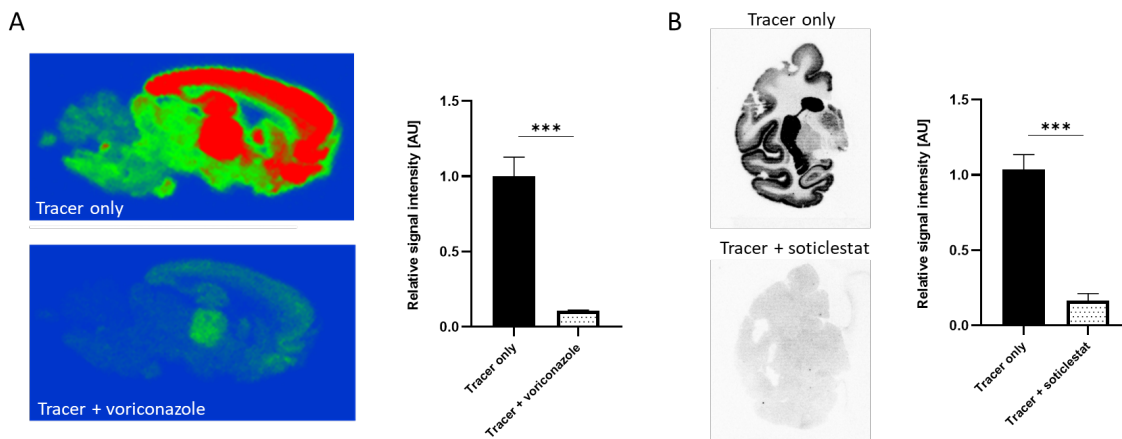 A
Tracer only
Tracer + voriconazole
Relative signal intensity [AU]
1.5
1.0
0.5
0.0
***
Tracer only
Tracer + voriconazole
B
Tracer only
Tracer + soticlestat
Relative signal intensity [AU]
1.5
1.0
0.5
0.0
***
Tracer only
Tracer + soticlestat